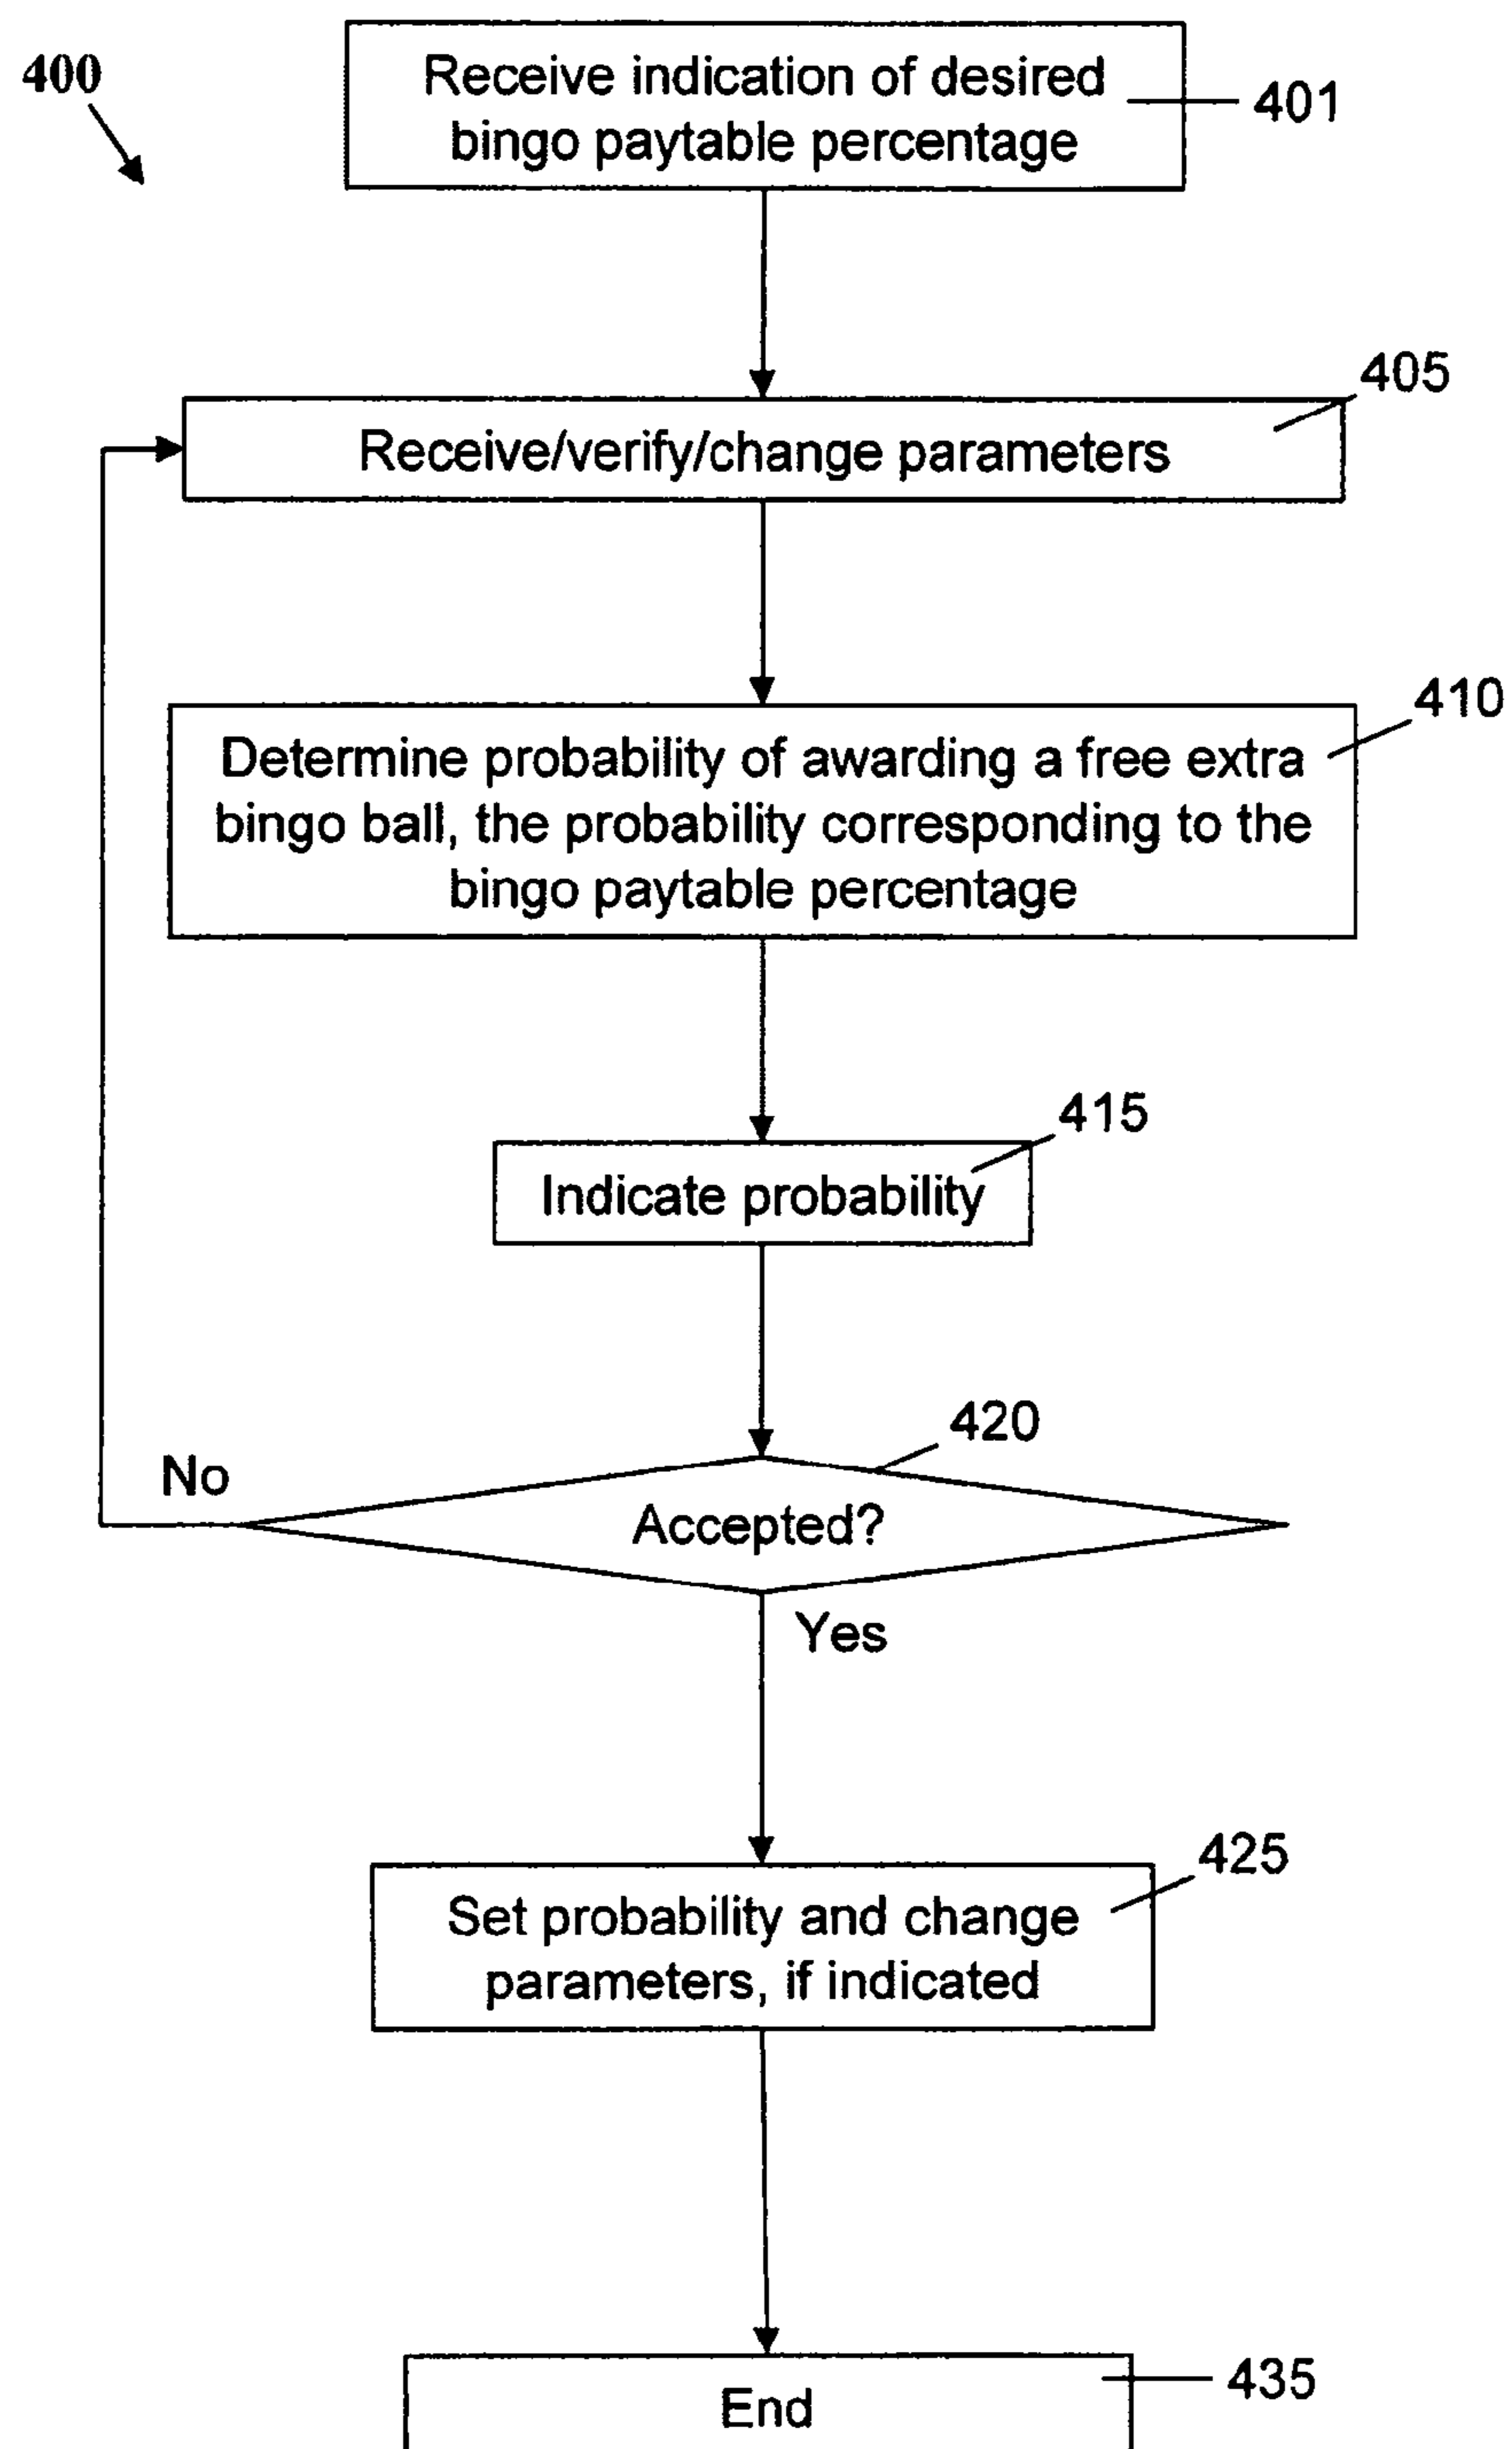 400
Receive indication of desired
bingo paytable percentage
401
405
Receive/verify/change parameters
410
Determine probability of awarding a free extra
bingo ball, the probability corresponding to the
bingo paytable percentage
415
Indicate probability
420
No
Accepted?
Yes
425
Set probability and change
parameters, if indicated
435
End